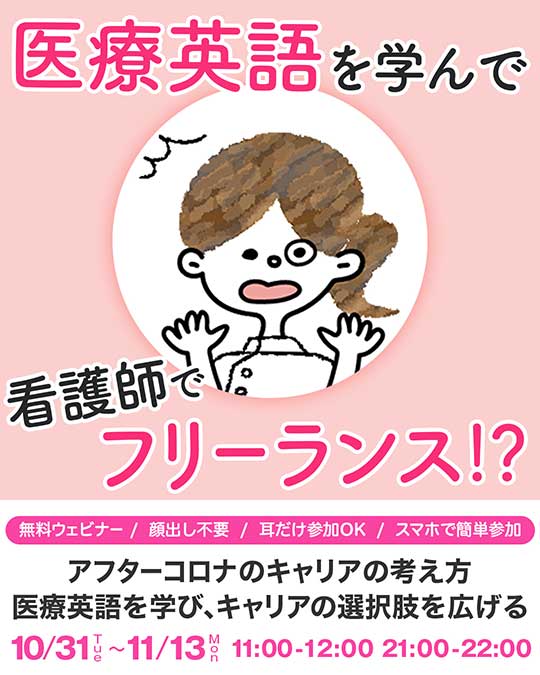 医療英語を学んで
看護師で
フリーランス!?
無料ウェビナー / 顔出し不要 / 耳だけ参加OK / スマホで簡単参加
アフターコロナのキャリアの考え方
医療英語を学び、キャリアの選択肢を広げる
10/31 Tue ～11/13 Mon 11:00-12:00 21:00-22:00